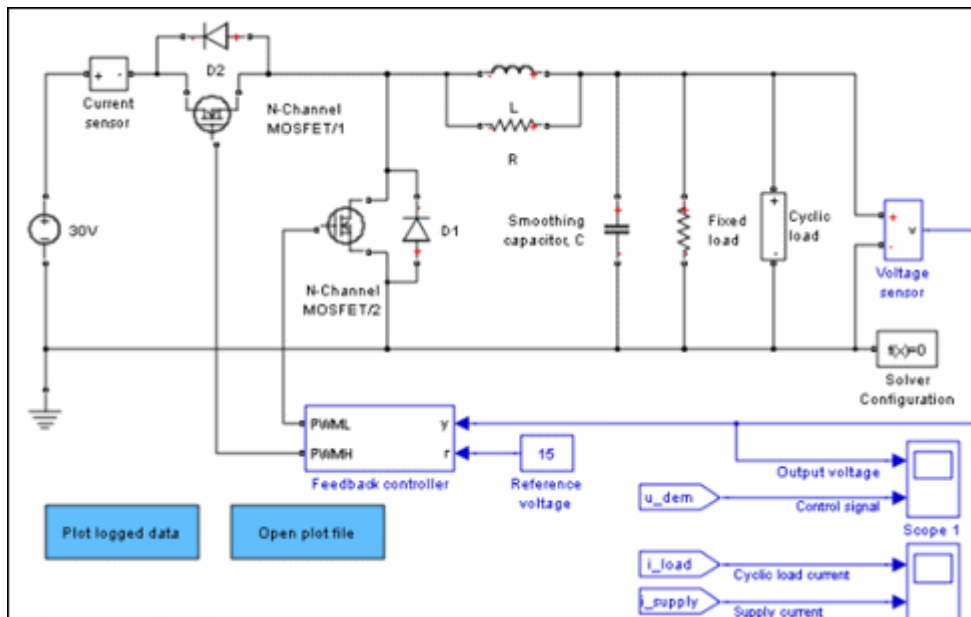 D2
Current
sensor
N-Channel
MOSFET/1
L
R
30V
D1
Smoothing
capacitor, C
Fixed
load
Cyclic
load
v
Voltage
sensor
N-Channel
MOSFET/2
f(x)=0
Solver
Configuration
PWML
y
PWMH
r
15
Feedback controller
Reference
voltage
Output voltage
u_dem
Control signal
Scope 1
Plot logged data
Open plot file
i_load
Cyclic load current
i_supply
Supply current